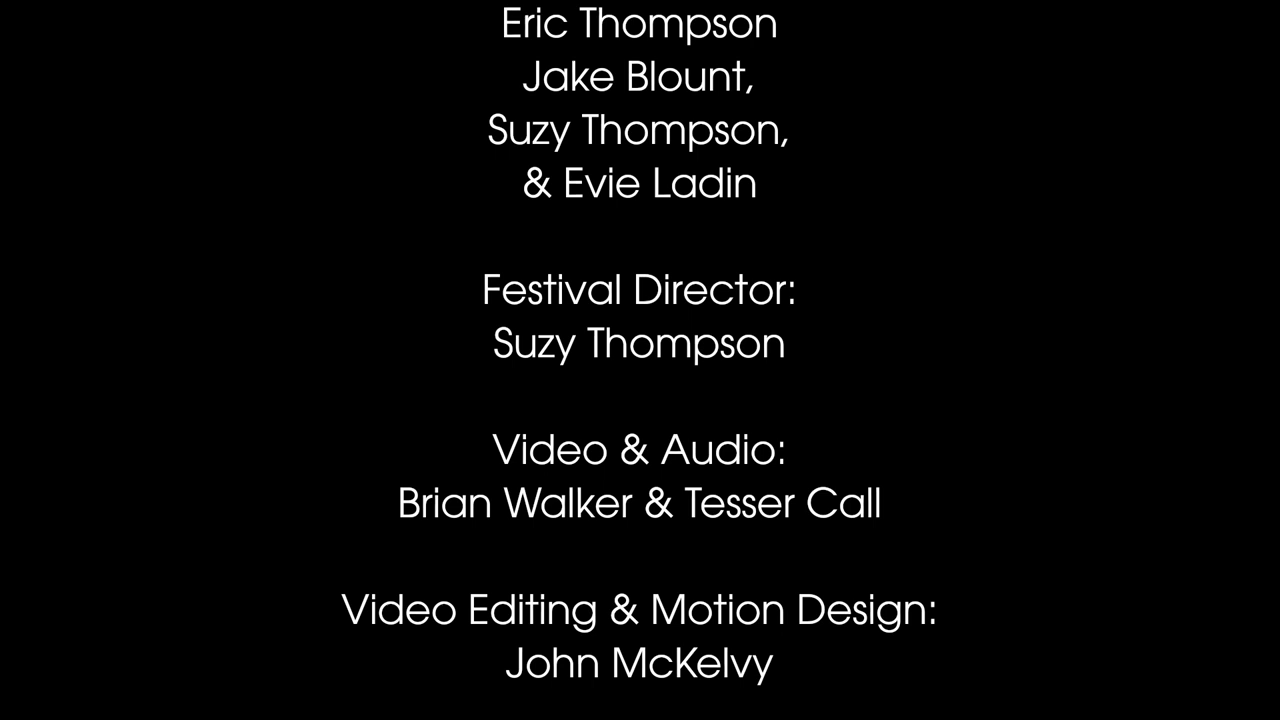 Eric Thompson
Jake Blount,
Suzy Thompson,
& Evie Ladin
Festival Director:
Suzy Thompson
Video & Audio:
Brian Walker & Tesser Call
Video Editing & Motion Design:
John McKelvy